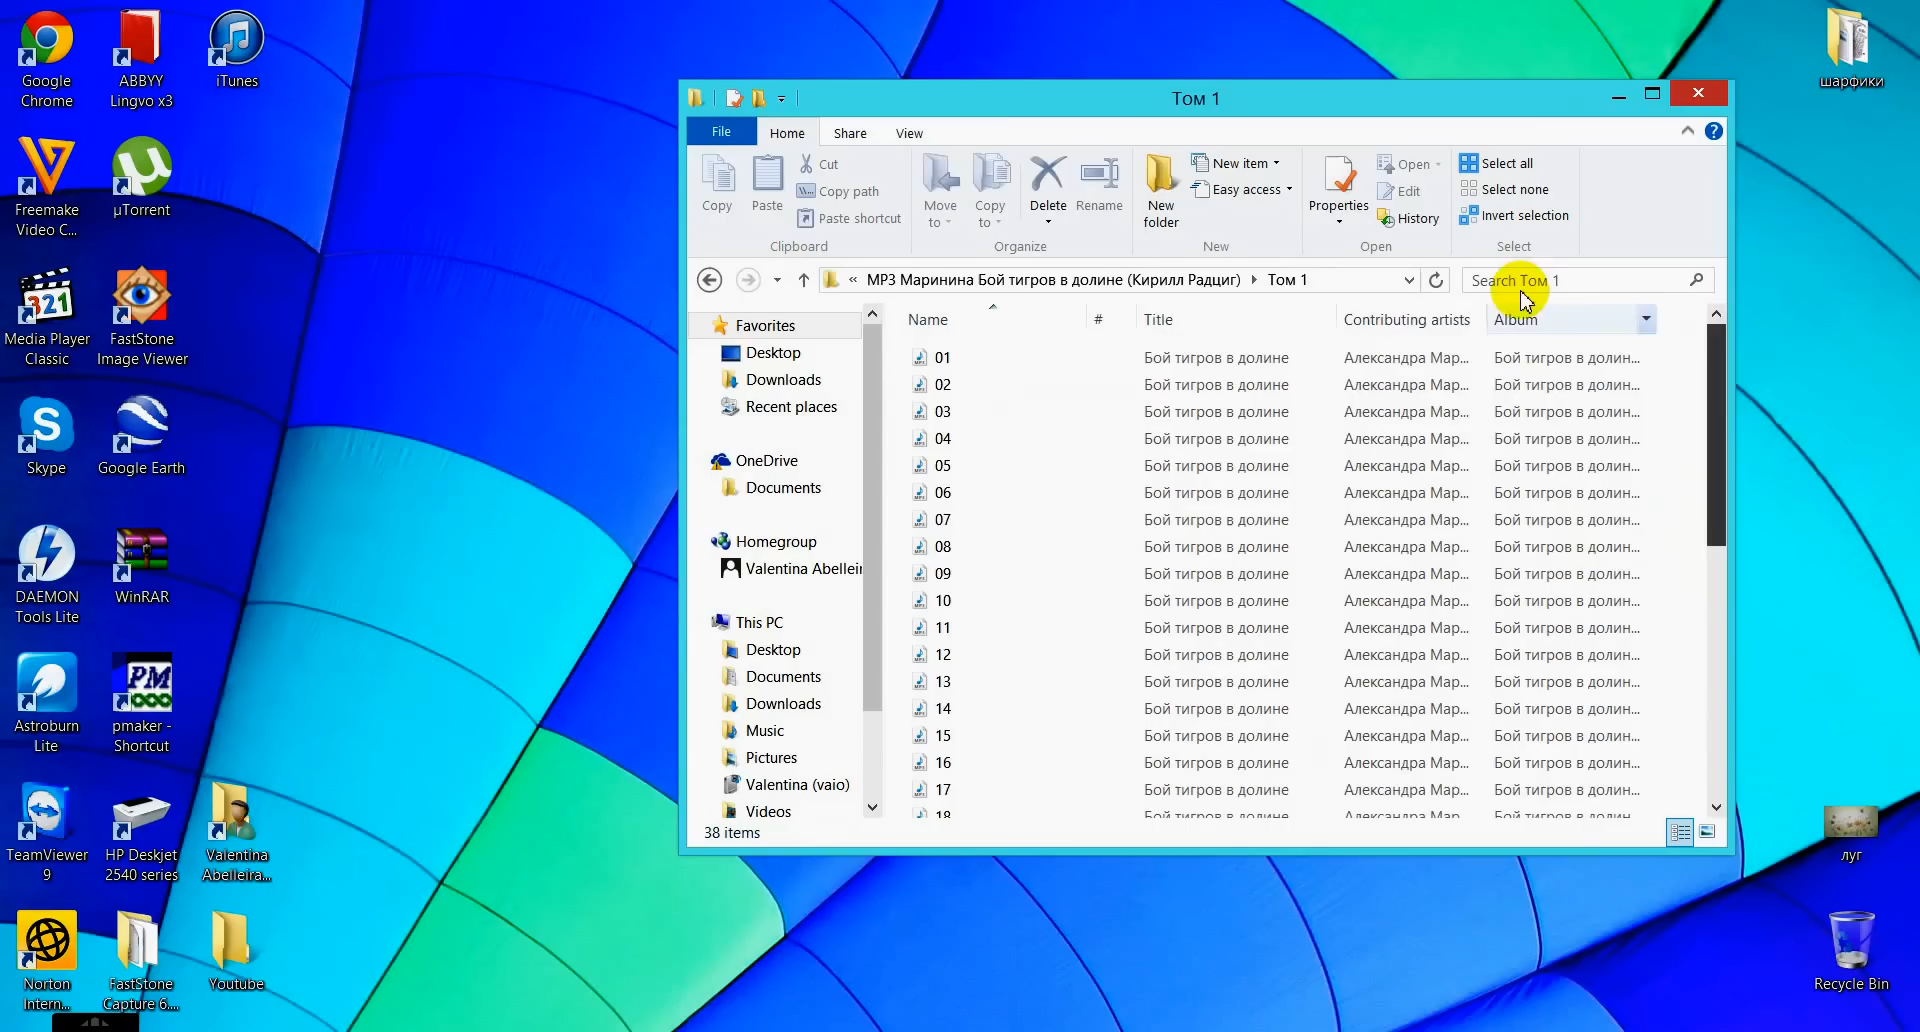 Google
Chrome
ABBYY
Lingvo x3
iTunes
Freemake
Video C...
µTorrent
Media Player
Classic
FastStone
Image Viewer
Skype
Google Earth
DAEMON
Tools Lite
WinRAR
Astroburn
Lite
pmaker -
Shortcut
TeamViewer
9
HP Deskjet
2540 series
Valentina
Abelleira...
Norton
Intern...
FastStone
Capture 6....
Youtube
Том 1
File Home Share View
Copy
Paste
Cut
Copy path
Paste shortcut
Clipboard
Move
to
Copy
to
Delete
Rename
Organize
New
folder
New item
Easy access
New
Properties
Open
Edit
History
Open
Select all
Select none
Invert selection
Select
« MP3 Маринина Бой тигров в долине (Кирилл Радциг) Том 1
Search Том 1
Favorites
Desktop
Downloads
Recent places
OneDrive
Documents
Homegroup
Valentina Abelleir
This PC
Desktop
Documents
Downloads
Music
Pictures
Valentina (vaio)
Videos
Name # Title Contributing artists Album
01 Бой тигров в долине Александра Мар... Бой тигров в долин...
02 Бой тигров в долине Александра Мар... Бой тигров в долин...
03 Бой тигров в долине Александра Мар... Бой тигров в долин...
04 Бой тигров в долине Александра Мар... Бой тигров в долин...
05 Бой тигров в долине Александра Мар... Бой тигров в долин...
06 Бой тигров в долине Александра Мар... Бой тигров в долин...
07 Бой тигров в долине Александра Мар... Бой тигров в долин...
08 Бой тигров в долине Александра Мар... Бой тигров в долин...
09 Бой тигров в долине Александра Мар... Бой тигров в долин...
10 Бой тигров в долине Александра Мар... Бой тигров в долин...
11 Бой тигров в долине Александра Мар... Бой тигров в долин...
12 Бой тигров в долине Александра Мар... Бой тигров в долин...
13 Бой тигров в долине Александра Мар... Бой тигров в долин...
14 Бой тигров в долине Александра Мар... Бой тигров в долин...
15 Бой тигров в долине Александра Мар... Бой тигров в долин...
16 Бой тигров в долине Александра Мар... Бой тигров в долин...
17 Бой тигров в долине Александра Мар... Бой тигров в долин...
18 Бой тигров в долине Александра Мар... Бой тигров в долин...
38 items
шарфики
луг
Recycle Bin